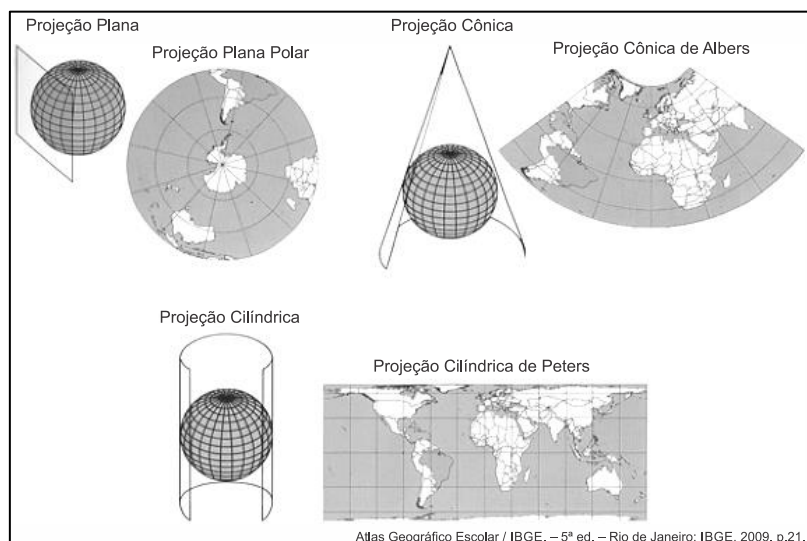 Projeção Plana
Projeção Plana Polar
Projeção Cônica
Projeção Cônica de Albers
Projeção Cilíndrica
Projeção Cilíndrica de Peters
Atlas Geográfico Escolar / IBGE. – 5ª ed. – Rio de Janeiro: IBGE, 2009, p.21.